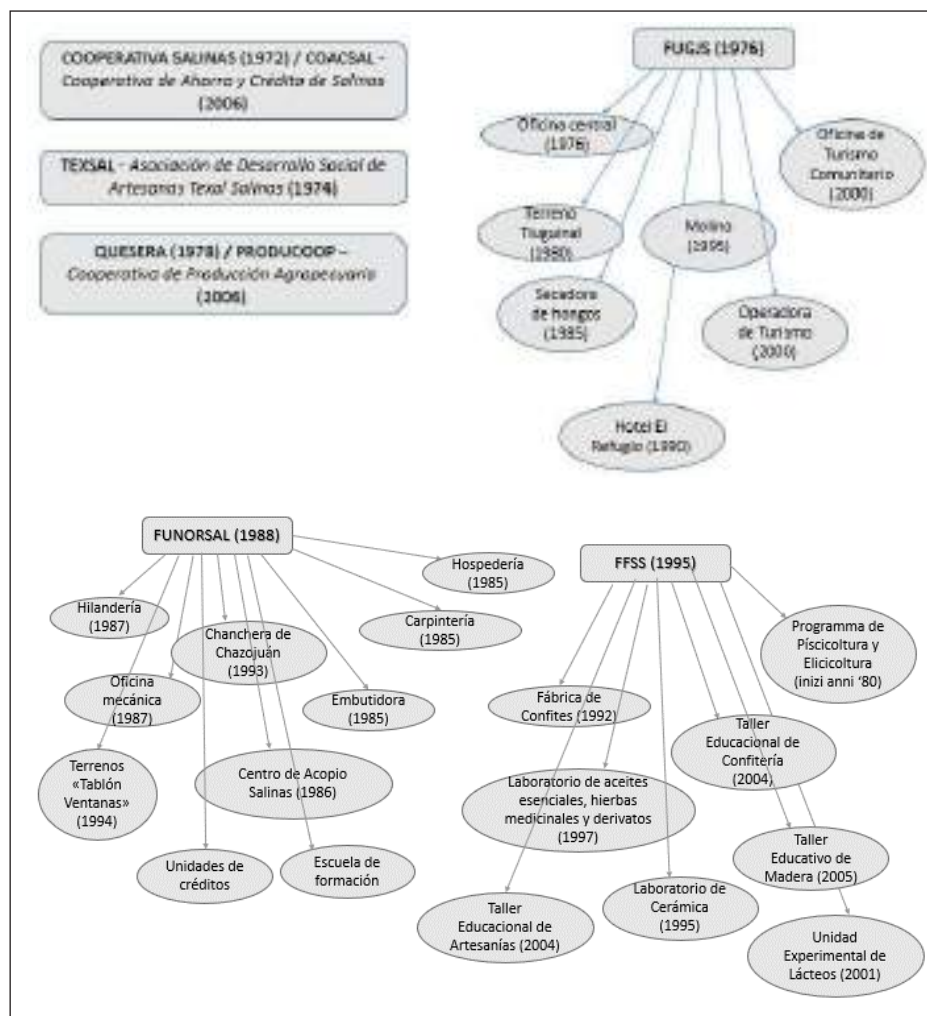 COOPERATIVA SALINAS (1972) / COACSAL -
Cooperativa de Ahorro y Crédito de Salinas
(2006)
TEXSAL - Asociación de Desarrollo Social de
Artesanas Texal Salinas (1974)
QUESERA (1978) / PRODUCOOP –
Cooperativa de Producción Agropecuaria
(2006)
FUGJS (1976)
Oficina central
(1976)
Oficina de
Turismo
Comunitario
(2000)
Terreno
(1980)
Molino
(1995)
Secadora
de hongos
(1985)
Operadora
de Turismo
(2000)
Hotel El
Refugio (1990)
FUNORSAL (1988)
Hospedería
(1985)
Hilandería
(1987)
Carpintería
(1985)
Chanchera de
Chazojuán
(1993)
Oficina
mecánica
(1987)
Embutidora
(1985)
Terrenos
«Tablón
Ventanas»
(1994)
Centro de Acopio
Salinas (1986)
Unidades de
créditos
Escuela de
formación
FFSS (1995)
Programa de
Píscicoltura y
Elicicoltura
(inizi anni ‘80)
Fábrica de
Confites (1992)
Taller
Educacional de
Confitería
(2004)
Laboratorio de aceites
esenciales, hierbas
medicinales y derivatos
(1997)
Taller
Educativo de
Madera (2005)
Laboratorio de
Cerámica
(1995)
Taller
Educacional de
Artesanías (2004)
Unidad
Experimental de
Lácteos (2001)